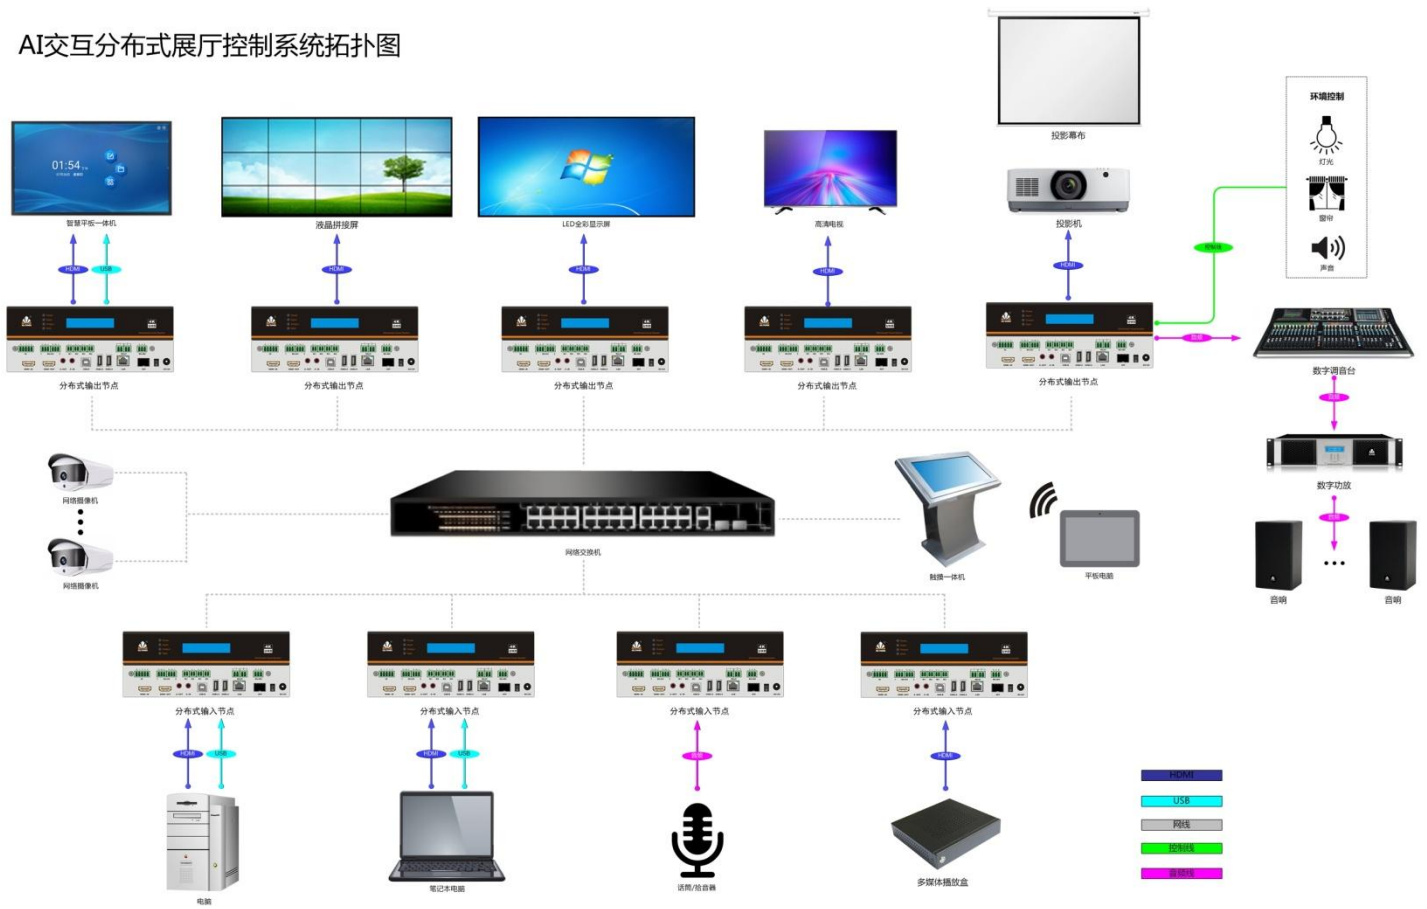 AI交互分布式展厅控制系统拓扑图
投影幕布
环境控制
灯光
窗帘
声音
01:54
智慧平板一体机
液晶拼接屏
LED全彩显示屏
高清电视
投影机
HDMI
USB
HDMI
HDMI
HDMI
HDMI
控制线
音频
分布式输出节点
分布式输出节点
分布式输出节点
分布式输出节点
分布式输出节点
数字调音台
音频
数字功放
音频
音响
音响
网络摄像机
网络摄像机
网络交换机
触摸一体机
平板电脑
分布式输入节点
分布式输入节点
分布式输入节点
分布式输入节点
HDMI
USB
HDMI
USB
音频
HDMI
电脑
笔记本电脑
话筒/拾音器
多媒体播放盒
HDMI
USB
网线
控制线
音频线